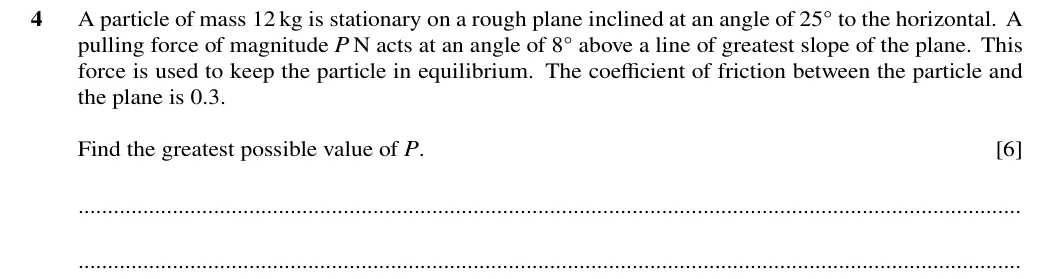 4 A particle of mass 12 kg is stationary on a rough plane inclined at an angle of 25° to the horizontal. A
pulling force of magnitude P N acts at an angle of 8° above a line of greatest slope of the plane. This
force is used to keep the particle in equilibrium. The coefficient of friction between the particle and
the plane is 0.3.
Find the greatest possible value of P. [6]